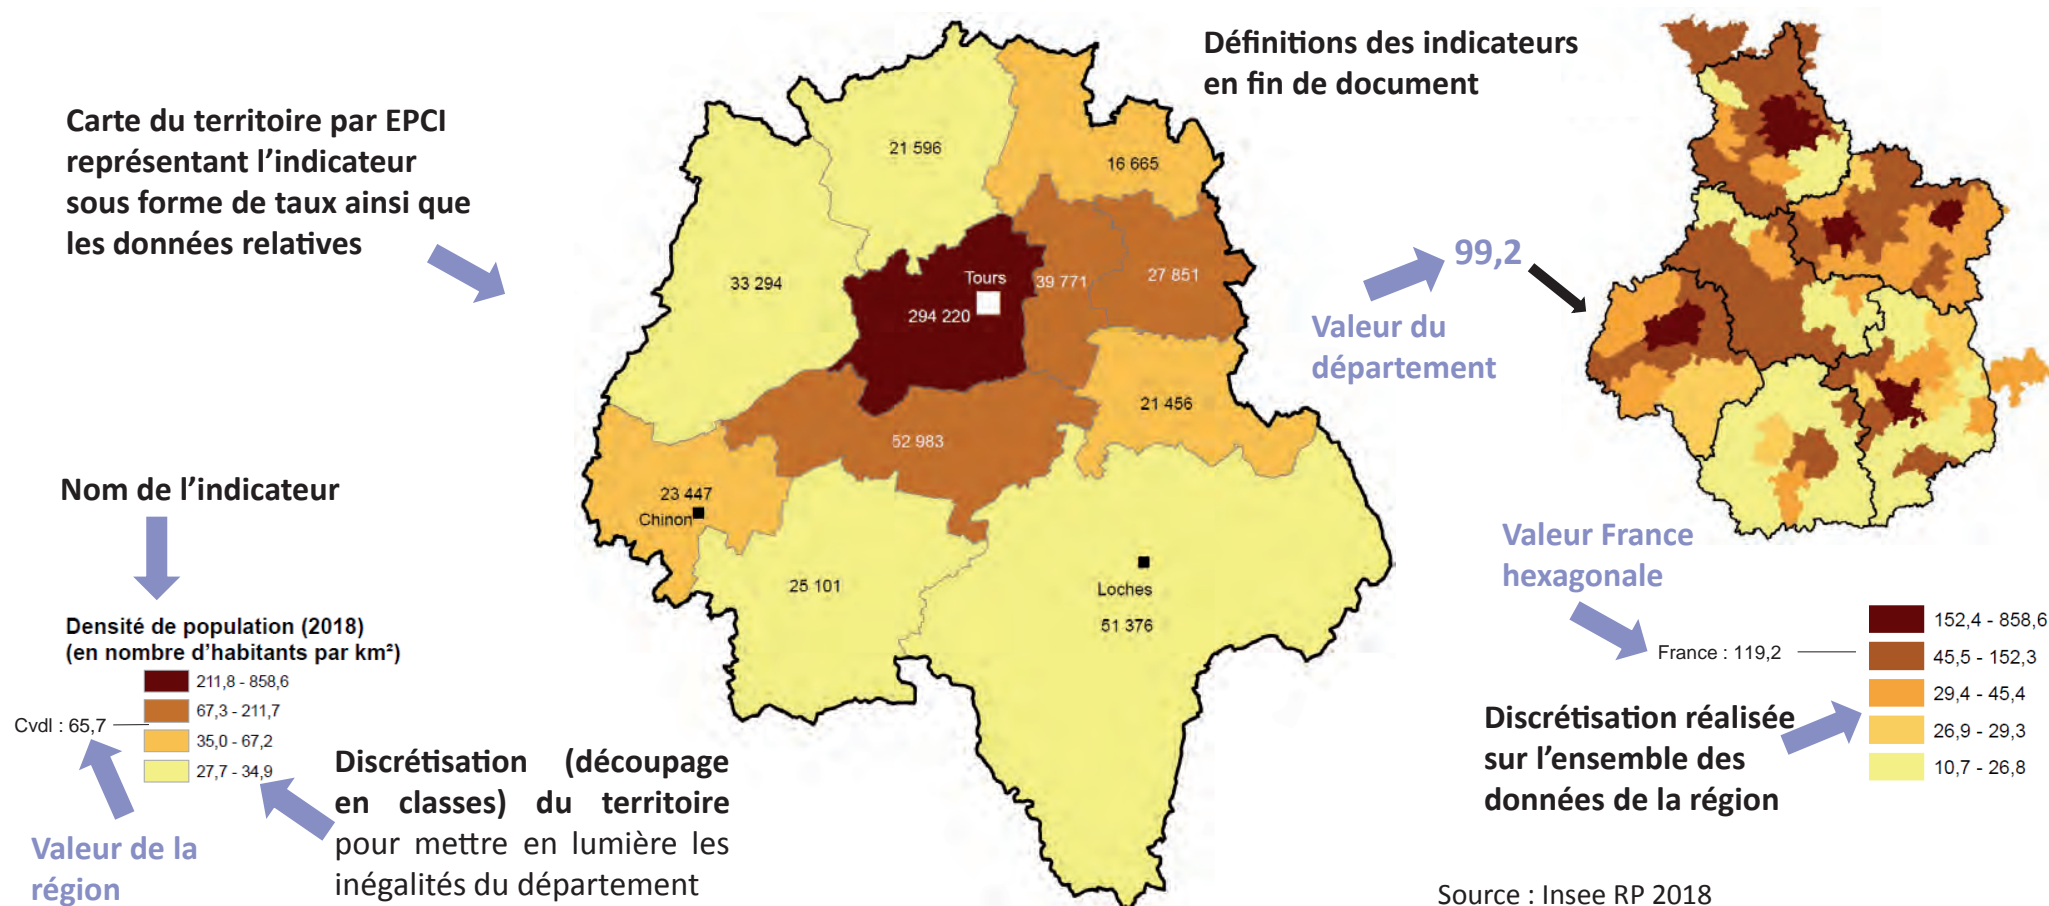 Carte du territoire par EPCI
représentant l’indicateur
sous forme de taux ainsi que
les données relatives
Nom de l’indicateur
Densité de population (2018)
(en nombre d’habitants par km²)
211,8 - 858,6
67,3 - 211,7
Cvdl : 65,7
35,0 - 67,2
27,7 - 34,9
Valeur de la
région
Discrétisation (découpage
en classes) du territoire
pour mettre en lumière les
inégalités du département
21 596
16 665
33 294
Tours
294 220
39 771
27 851
21 456
52 983
23 447
Chinon
25 101
Loches
51 376
Définitions des indicateurs
en fin de document
99,2
Valeur du
département
Valeur France
hexagonale
France : 119,2
152,4 - 858,6
45,5 - 152,3
29,4 - 45,4
26,9 - 29,3
10,7 - 26,8
Discrétisation réalisée
sur l’ensemble des
données de la région
Source : Insee RP 2018